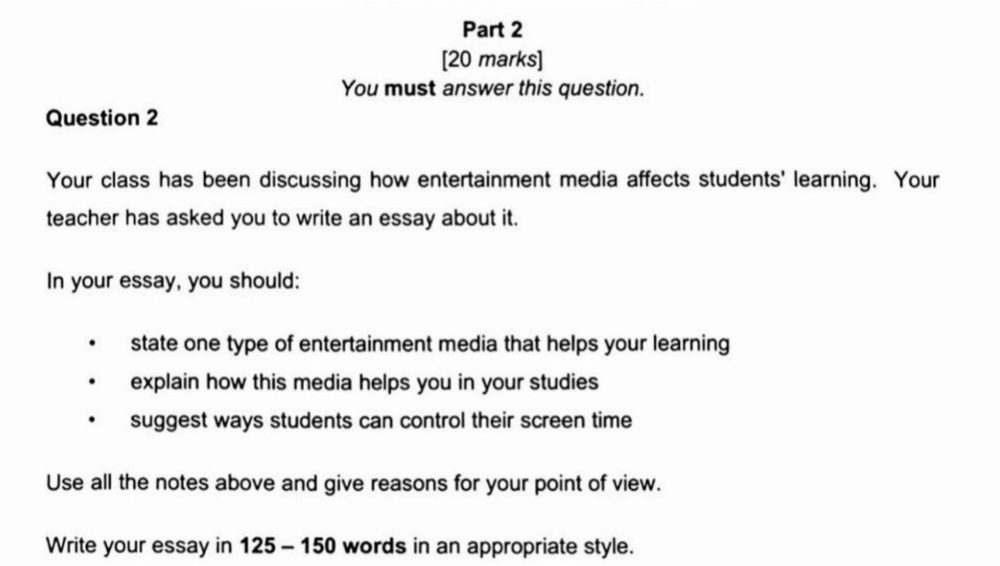 Part 2
[20 marks]
You must answer this question.
Question 2
Your class has been discussing how entertainment media affects students' learning. Your
teacher has asked you to write an essay about it.
In your essay, you should:
• state one type of entertainment media that helps your learning
• explain how this media helps you in your studies
• suggest ways students can control their screen time
Use all the notes above and give reasons for your point of view.
Write your essay in 125 – 150 words in an appropriate style.